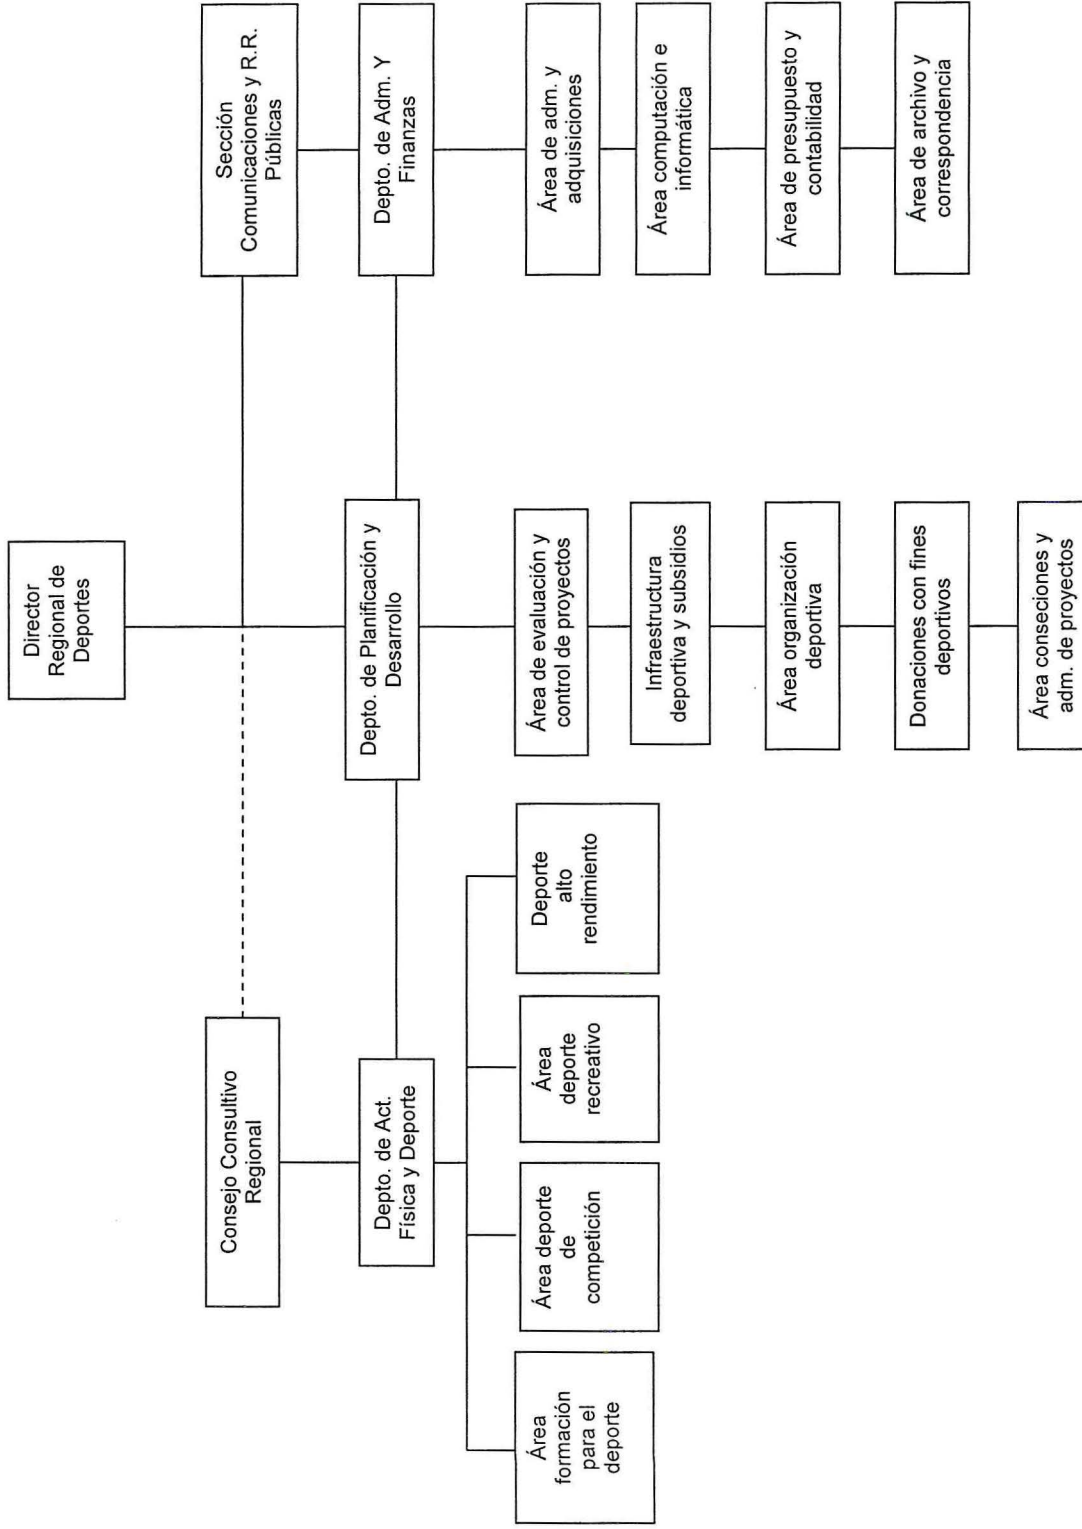 Director
Regional de
Deportes
Consejo Consultivo
Regional
Sección
Comunicaciones y R.R.
Públicas
Depto. de Act.
Física y Deporte
Depto. de Planificación y
Desarrollo
Depto. de Adm. Y
Finanzas
Área
formación
para el
deporte
Área deporte
de
competición
Área
deporte
recreativo
Deporte
alto
rendimiento
Área de evaluación y
control de proyectos
Infraestructura
deportiva y subsidios
Área organización
deportiva
Donaciones con fines
deportivos
Área conseciones y
adm. de proyectos
Área de adm. y
adquisiciones
Área computación e
informática
Área de presupuesto y
contabilidad
Área de archivo y
correspondencia